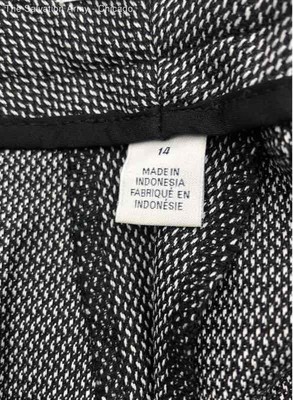 The Salvation Army - Chicago
14
MADE IN
INDONESIA
FABRIQUÉ EN
INDONÉSIE